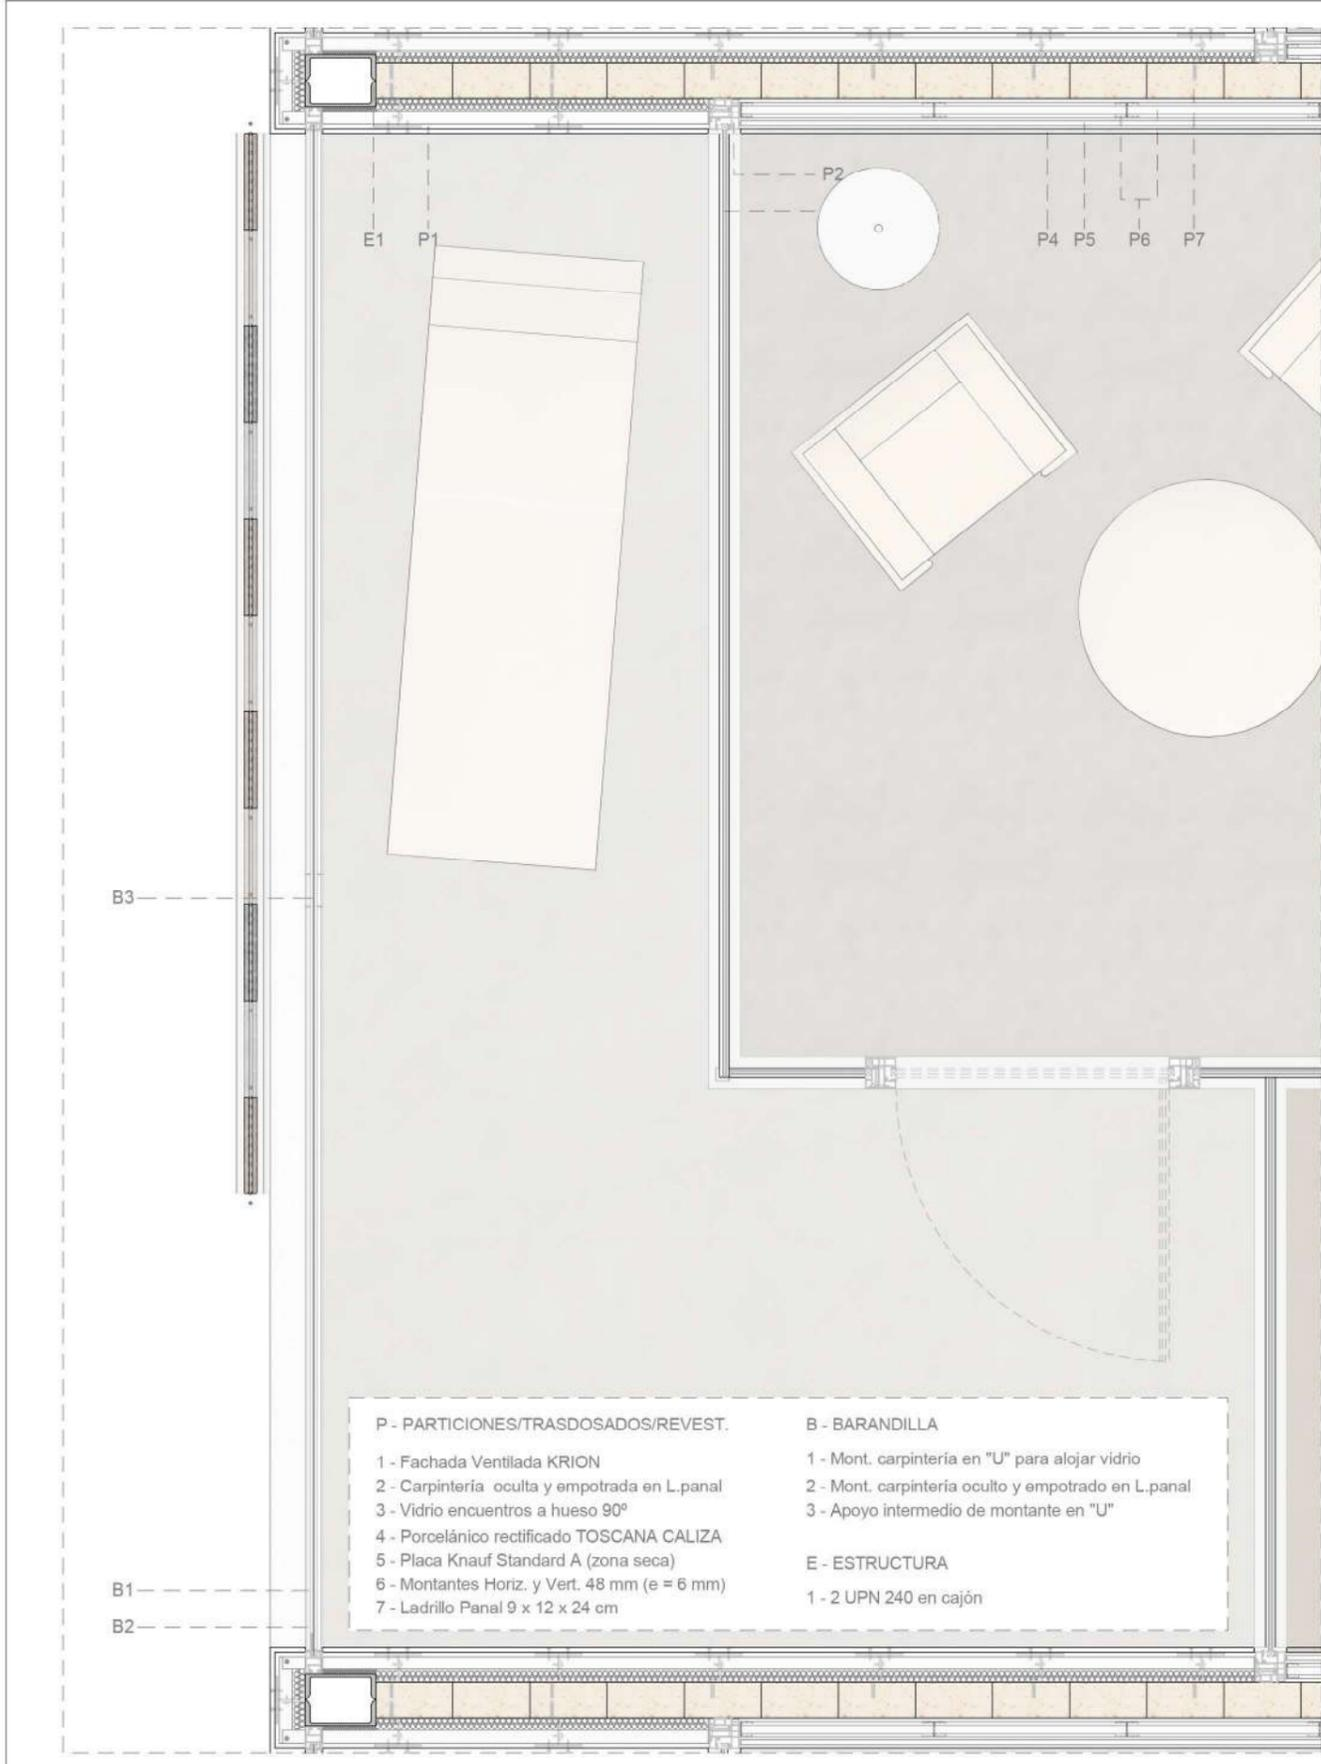 P2
E1 P1 P4 P5 P6 P7
B3
P - PARTICIONES/TRASDOSADOS/REVEST.
1 - Fachada Ventilada KRION
2 - Carpintería oculta y empotrada en L.panal
3 - Vidrio encuentros a hueso 90º
4 - Porcelánico rectificado TOSCANA CALIZA
5 - Placa Knauf Standard A (zona seca)
6 - Montantes Horiz. y Vert. 48 mm (e = 6 mm)
7 - Ladrillo Panal 9 x 12 x 24 cm
B - BARANDILLA
1 - Mont. carpintería en "U" para alojar vidrio
2 - Mont. carpintería oculto y empotrado en L.panal
3 - Apoyo intermedio de montante en "U"
E - ESTRUCTURA
1 - 2 UPN 240 en cajón
B1
B2